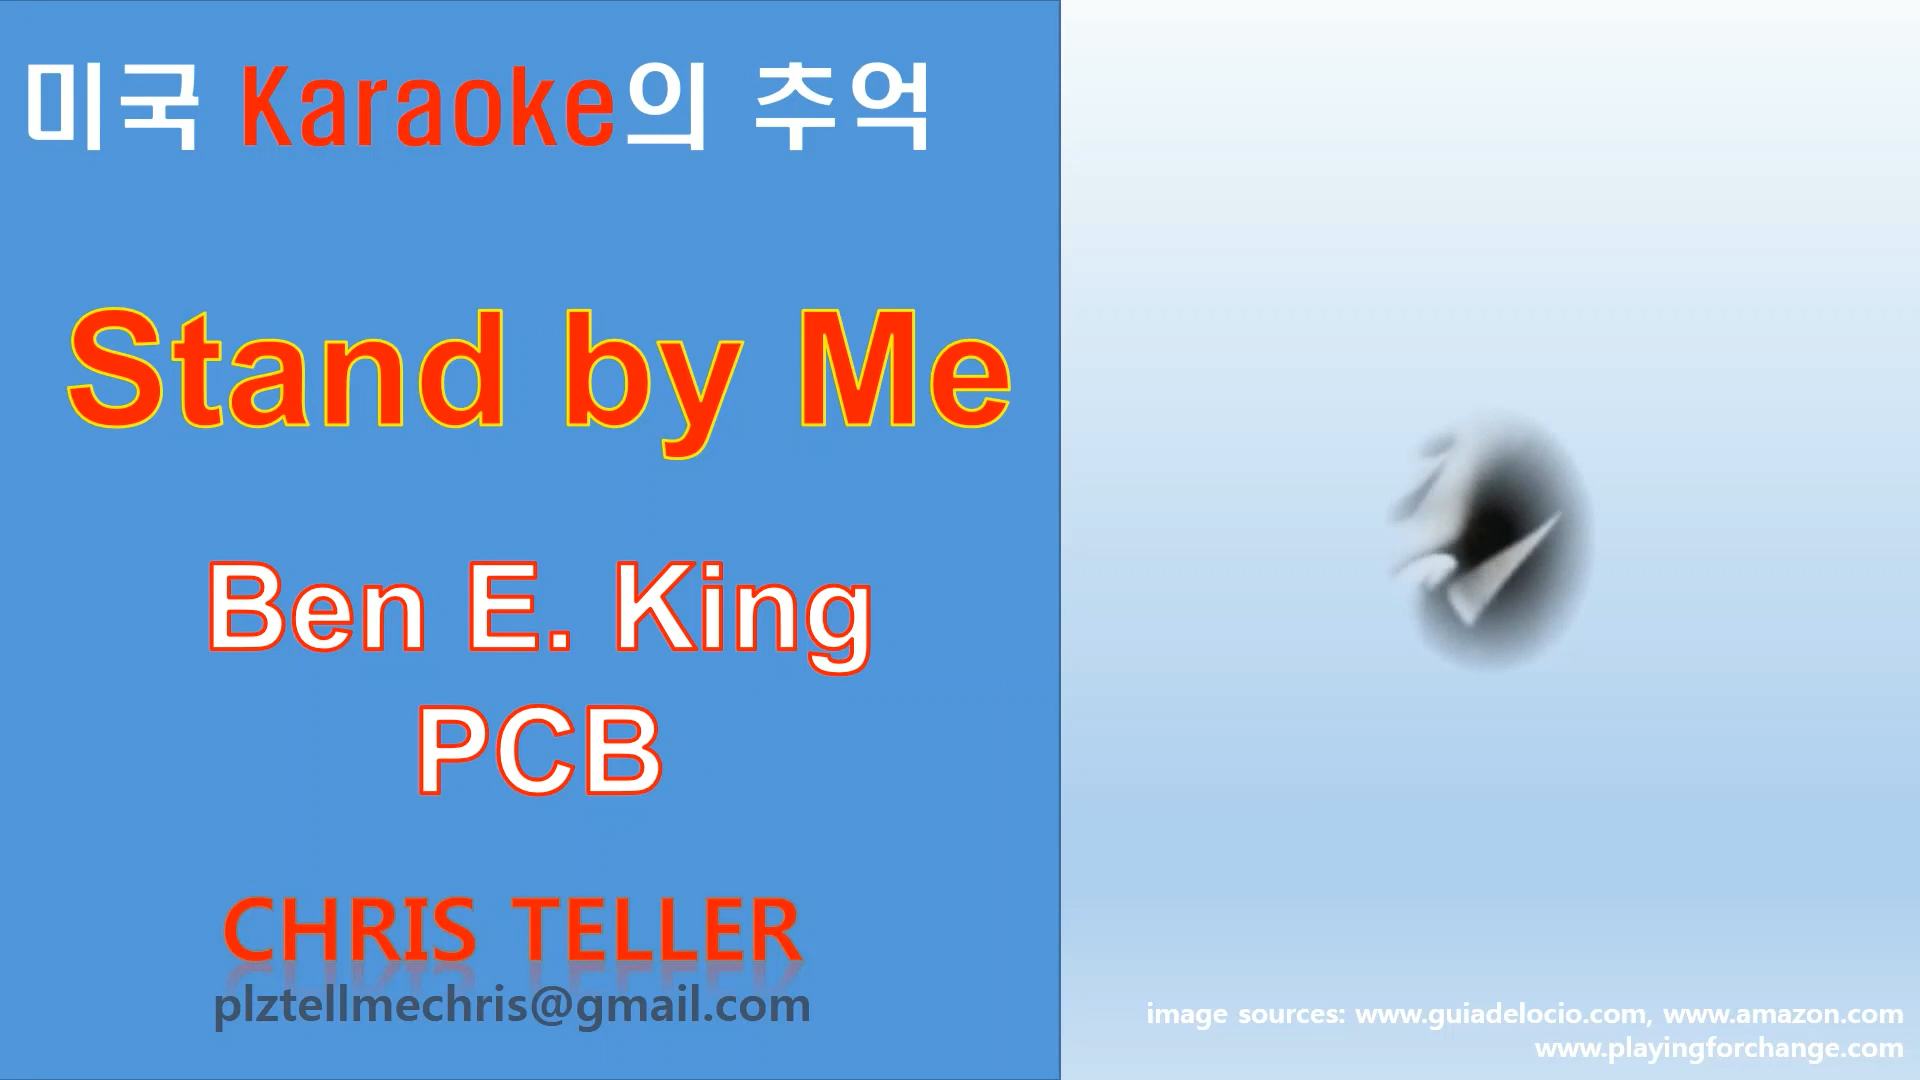 미국 Karaoke의 추억
Stand by Me
Ben E. King
PCB
CHRIS TELLER
plztellmechris@gmail.com
image sources: www.guiadelocio.com, www.amazon.com
www.playingforchange.com